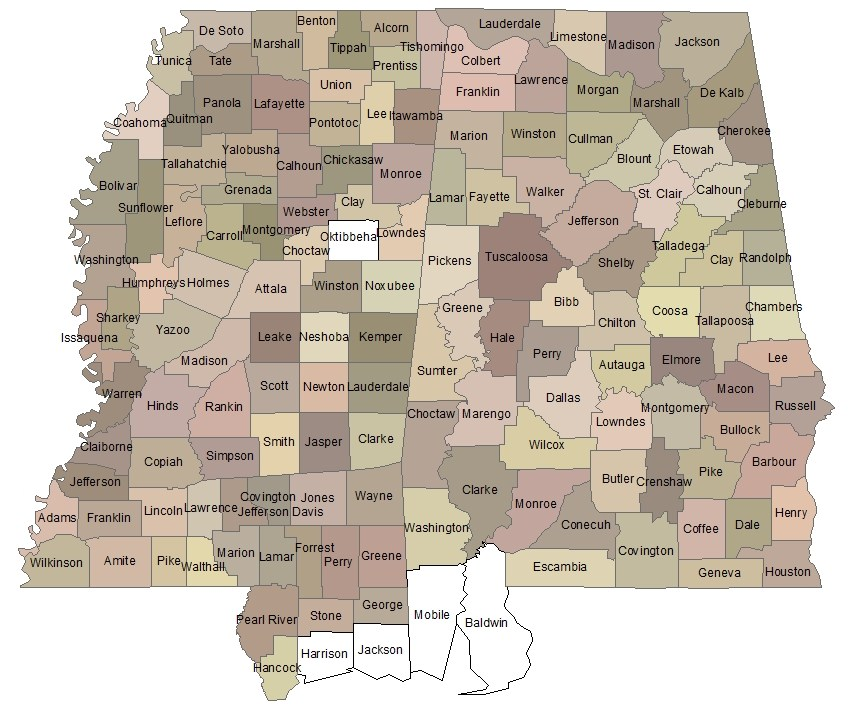 Benton
De Soto
Marshall
Alcorn
Tippah
Tishomingo
Lauderdale
Limestone
Madison
Jackson
Tunica
Tate
Prentiss
Colbert
Union
Lawrence
Panola
Lafayette
Franklin
Morgan
Marshall
De Kalb
Coahoma
Quitman
Pontotoc
Lee
Itawamba
Marion
Winston
Cullman
Cherokee
Yalobusha
Tallahatchie
Calhoun
Chickasaw
Monroe
Blount
Etowah
Bolivar
Grenada
Lamar
Fayette
Walker
St. Clair
Calhoun
Cleburne
Sunflower
Leflore
Webster
Clay
Jefferson
Carroll
Montgomery
Oktibbeha
Lowndes
Choctaw
Talladega
Washington
Pickens
Tuscaloosa
Shelby
Clay
Randolph
Humphreys
Holmes
Attala
Winston
Noxubee
Bibb
Greene
Coosa
Tallapoosa
Chambers
Sharkey
Issaquena
Yazoo
Leake
Neshoba
Kemper
Hale
Chilton
Madison
Perry
Elmore
Lee
Sumter
Autauga
Scott
Newton
Lauderdale
Macon
Warren
Hinds
Rankin
Choctaw
Marengo
Dallas
Montgomery
Russell
Lowndes
Bullock
Claiborne
Smith
Jasper
Clarke
Wilcox
Copiah
Simpson
Barbour
Jefferson
Clarke
Butler
Crenshaw
Pike
Adams
Franklin
Lincoln
Lawrence
Covington
Jefferson
Jones
Davis
Wayne
Washington
Monroe
Conecuh
Coffee
Dale
Henry
Wilkinson
Amite
Pike
Walthall
Marion
Lamar
Forrest
Perry
Greene
Covington
Escambia
Geneva
Houston
Pearl River
Stone
George
Mobile
Baldwin
Harrison
Jackson
Hancock